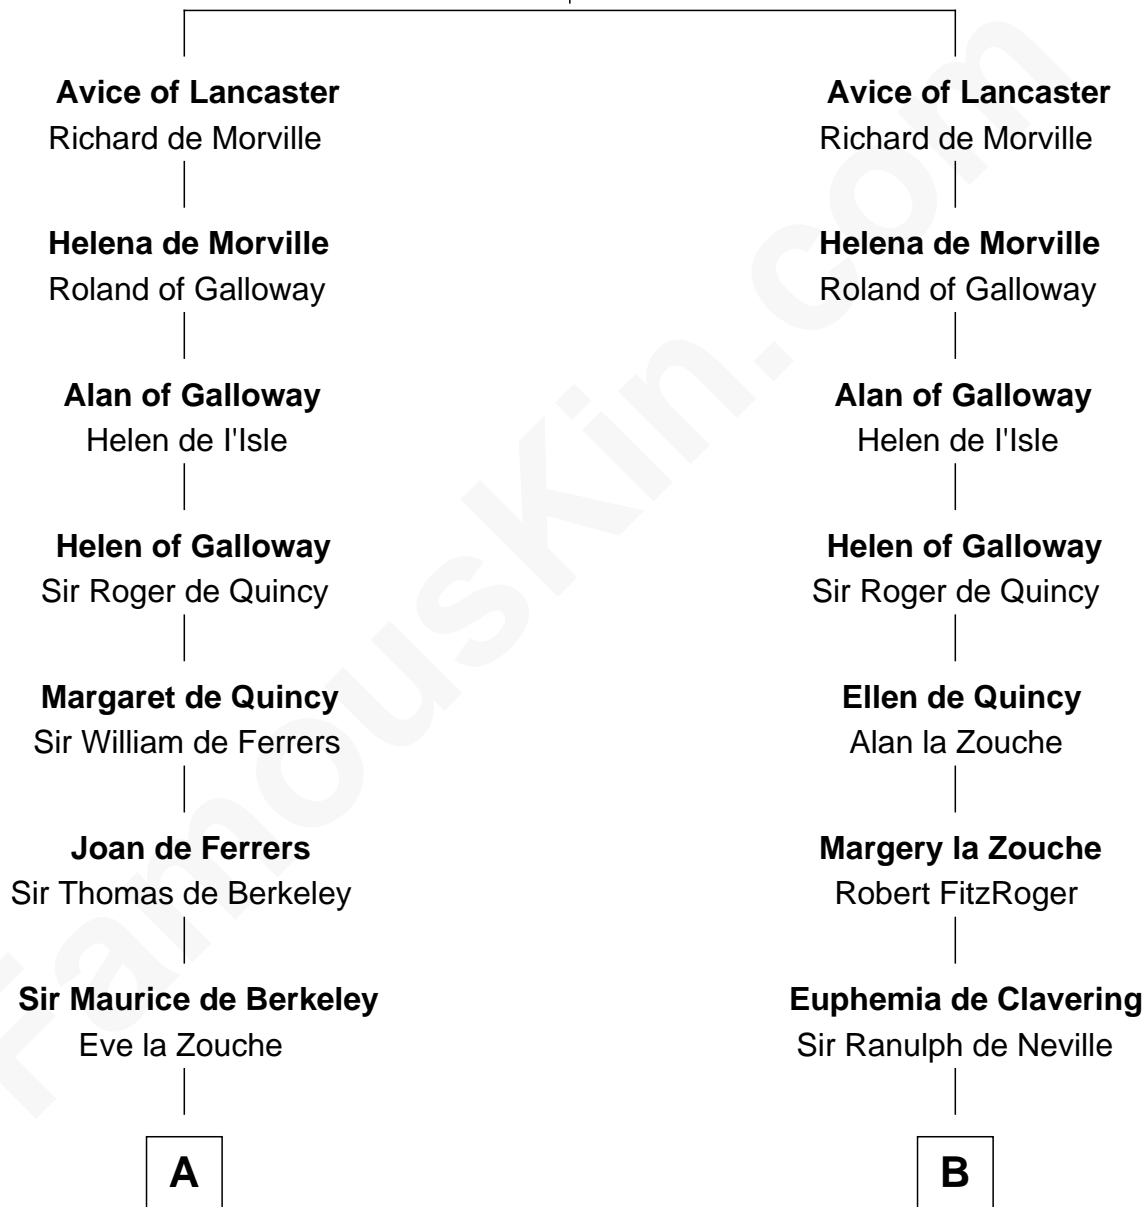 Avice of Lancaster
Richard de Morville
Helena de Morville
Roland of Galloway
Alan of Galloway
Helen de I'Isle
Helen of Galloway
Sir Roger de Quincy
Margaret de Quincy
Sir William de Ferrers
Joan de Ferrers
Sir Thomas de Berkeley
Sir Maurice de Berkeley
Eve la Zouche
A
Avice of Lancaster
Richard de Morville
Helena de Morville
Roland of Galloway
Alan of Galloway
Helen de I'Isle
Helen of Galloway
Sir Roger de Quincy
Ellen de Quincy
Alan la Zouche
Margery la Zouche
Robert FitzRoger
Euphemia de Clavering
Sir Ranulph de Neville
B
FamousKin.com